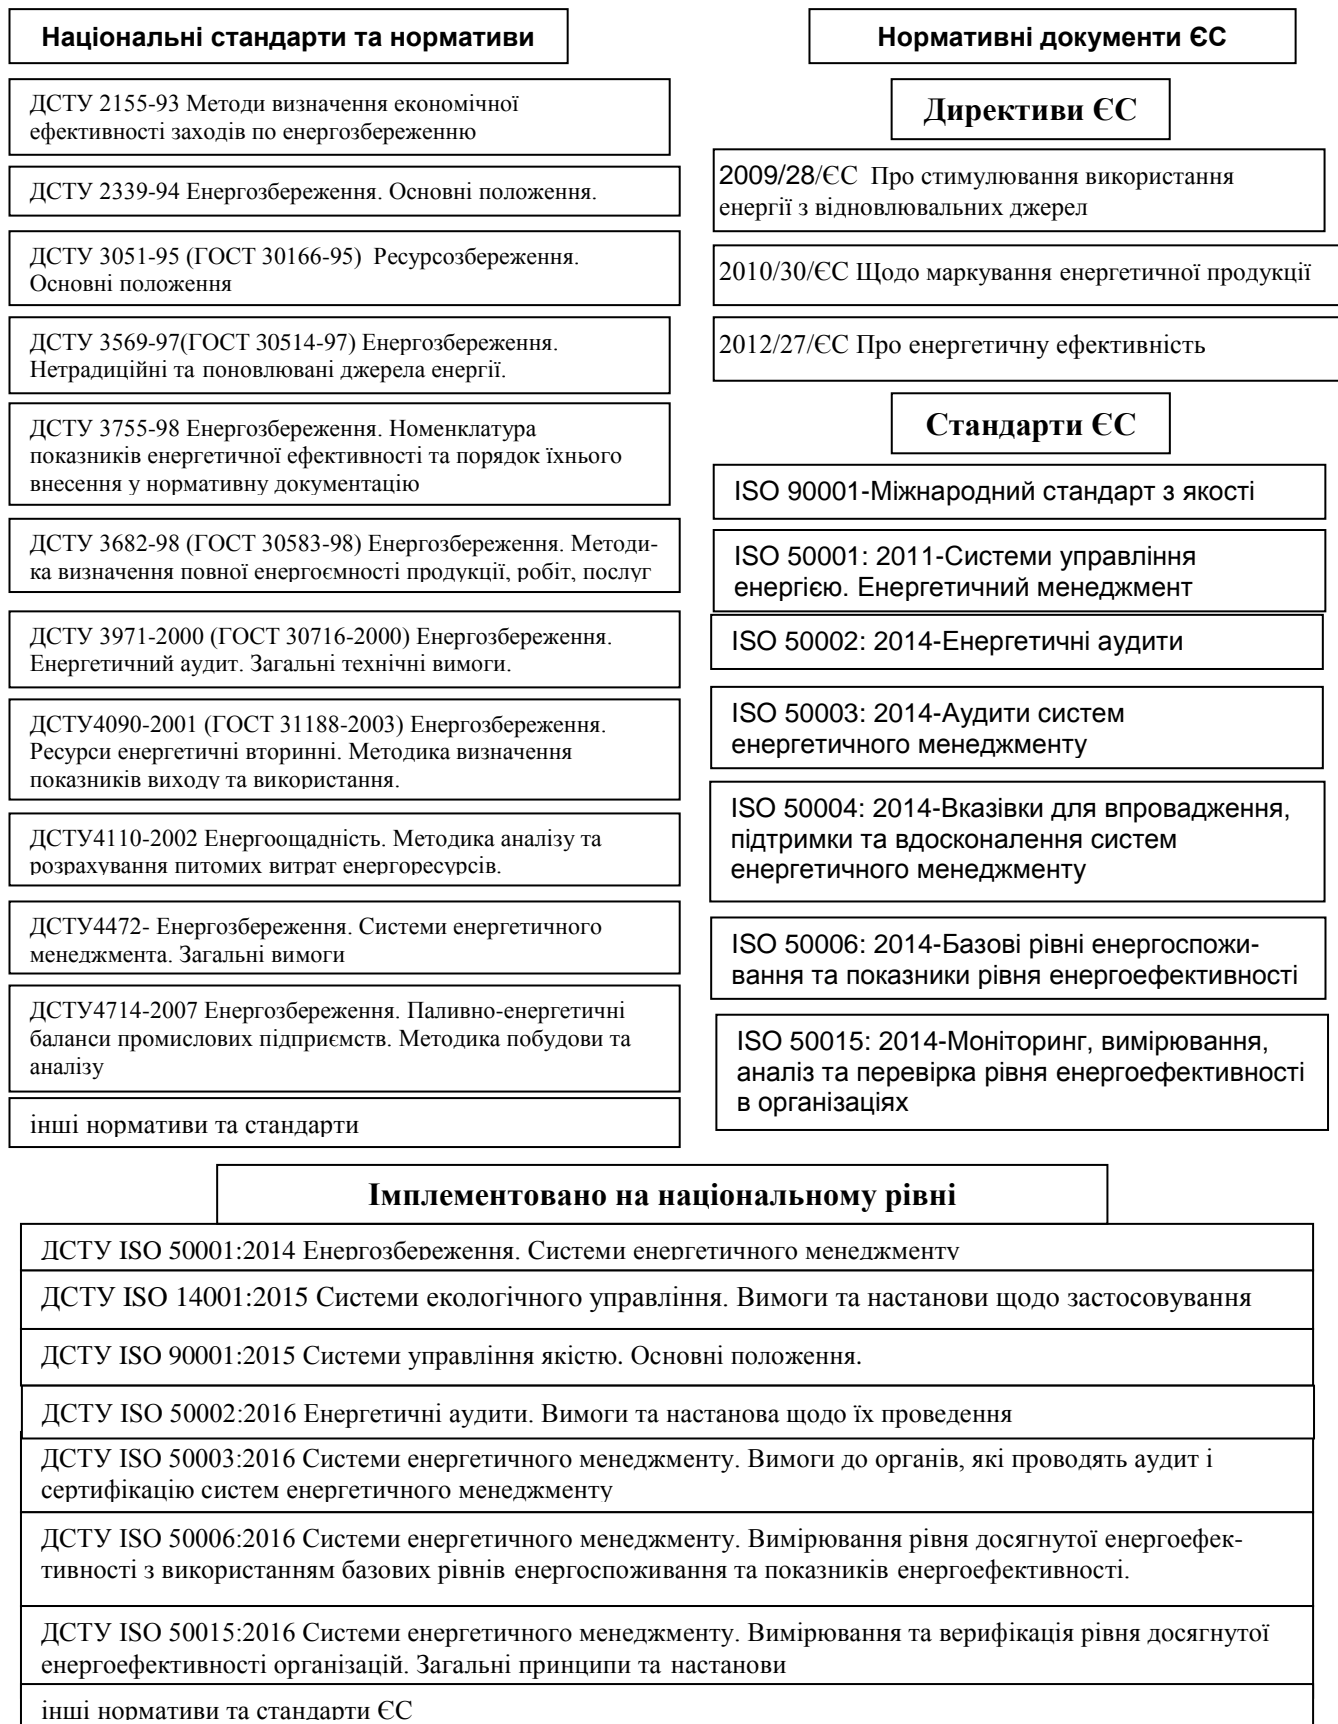 Національні стандарти та нормативи
ДСТУ 2155-93 Методи визначення економічної
ефективності заходів по енергозбереженню
ДСТУ 2339-94 Енергозбереження. Основні положення.
ДСТУ 3051-95 (ГОСТ 30166-95) Ресурсозбереження.
Основні положення
ДСТУ 3569-97(ГОСТ 30514-97) Енергозбереження.
Нетрадиційні та поновлювані джерела енергії.
ДСТУ 3755-98 Енергозбереження. Номенклатура
показників енергетичної ефективності та порядок їхнього
внесення у нормативну документацію
ДСТУ 3682-98 (ГОСТ 30583-98) Енергозбереження. Методи-
ка визначення повної енергоємності продукції, робіт, послуг
ДСТУ 3971-2000 (ГОСТ 30716-2000) Енергозбереження.
Енергетичний аудит. Загальні технічні вимоги.
ДСТУ4090-2001 (ГОСТ 31188-2003) Енергозбереження.
Ресурси енергетичні вторинні. Методика визначення
показників виходу та використання.
ДСТУ4110-2002 Енергоощадність. Методика аналізу та
розрахування питомих витрат енергоресурсів.
ДСТУ4472- Енергозбереження. Системи енергетичного
менеджмента. Загальні вимоги
ДСТУ4714-2007 Енергозбереження. Паливно-енергетичні
баланси промислових підприємств. Методика побудови та
аналізу
інші нормативи та стандарти
Нормативні документи ЄС
Директиви ЄС
2009/28/ЄС Про стимулювання використання
енергії з відновлювальних джерел
2010/30/ЄС Щодо маркування енергетичної продукції
2012/27/ЄС Про енергетичну ефективність
Стандарти ЄС
ISO 90001-Міжнародний стандарт з якості
ISO 50001: 2011-Системи управління
енергією. Енергетичний менеджмент
ISO 50002: 2014-Енергетичні аудити
ISO 50003: 2014-Аудити систем
енергетичного менеджменту
ISO 50004: 2014-Вказівки для впровадження,
підтримки та вдосконалення систем
енергетичного менеджменту
ISO 50006: 2014-Базові рівні енергоспожи-
вання та показники рівня енергоефективності
ISO 50015: 2014-Моніторинг, вимірювання,
аналіз та перевірка рівня енергоефективності
в організаціях
Імплементовано на національному рівні
ДСТУ ISO 50001:2014 Енергозбереження. Системи енергетичного менеджменту
ДСТУ ISO 14001:2015 Системи екологічного управління. Вимоги та настанови щодо застосовування
ДСТУ ISO 90001:2015 Системи управління якістю. Основні положення.
ДСТУ ISO 50002:2016 Енергетичні аудити. Вимоги та настанова щодо їх проведення
ДСТУ ISO 50003:2016 Системи енергетичного менеджменту. Вимоги до органів, які проводять аудит і
сертифікацію систем енергетичного менеджменту
ДСТУ ISO 50006:2016 Системи енергетичного менеджменту. Вимірювання рівня досягнутої енергоефек-
тивності з використанням базових рівнів енергоспоживання та показників енергоефективності.
ДСТУ ISO 50015:2016 Системи енергетичного менеджменту. Вимірювання та верифікація рівня досягнутої
енергоефективності організацій. Загальні принципи та настанови
інші нормативи та стандарти ЄС